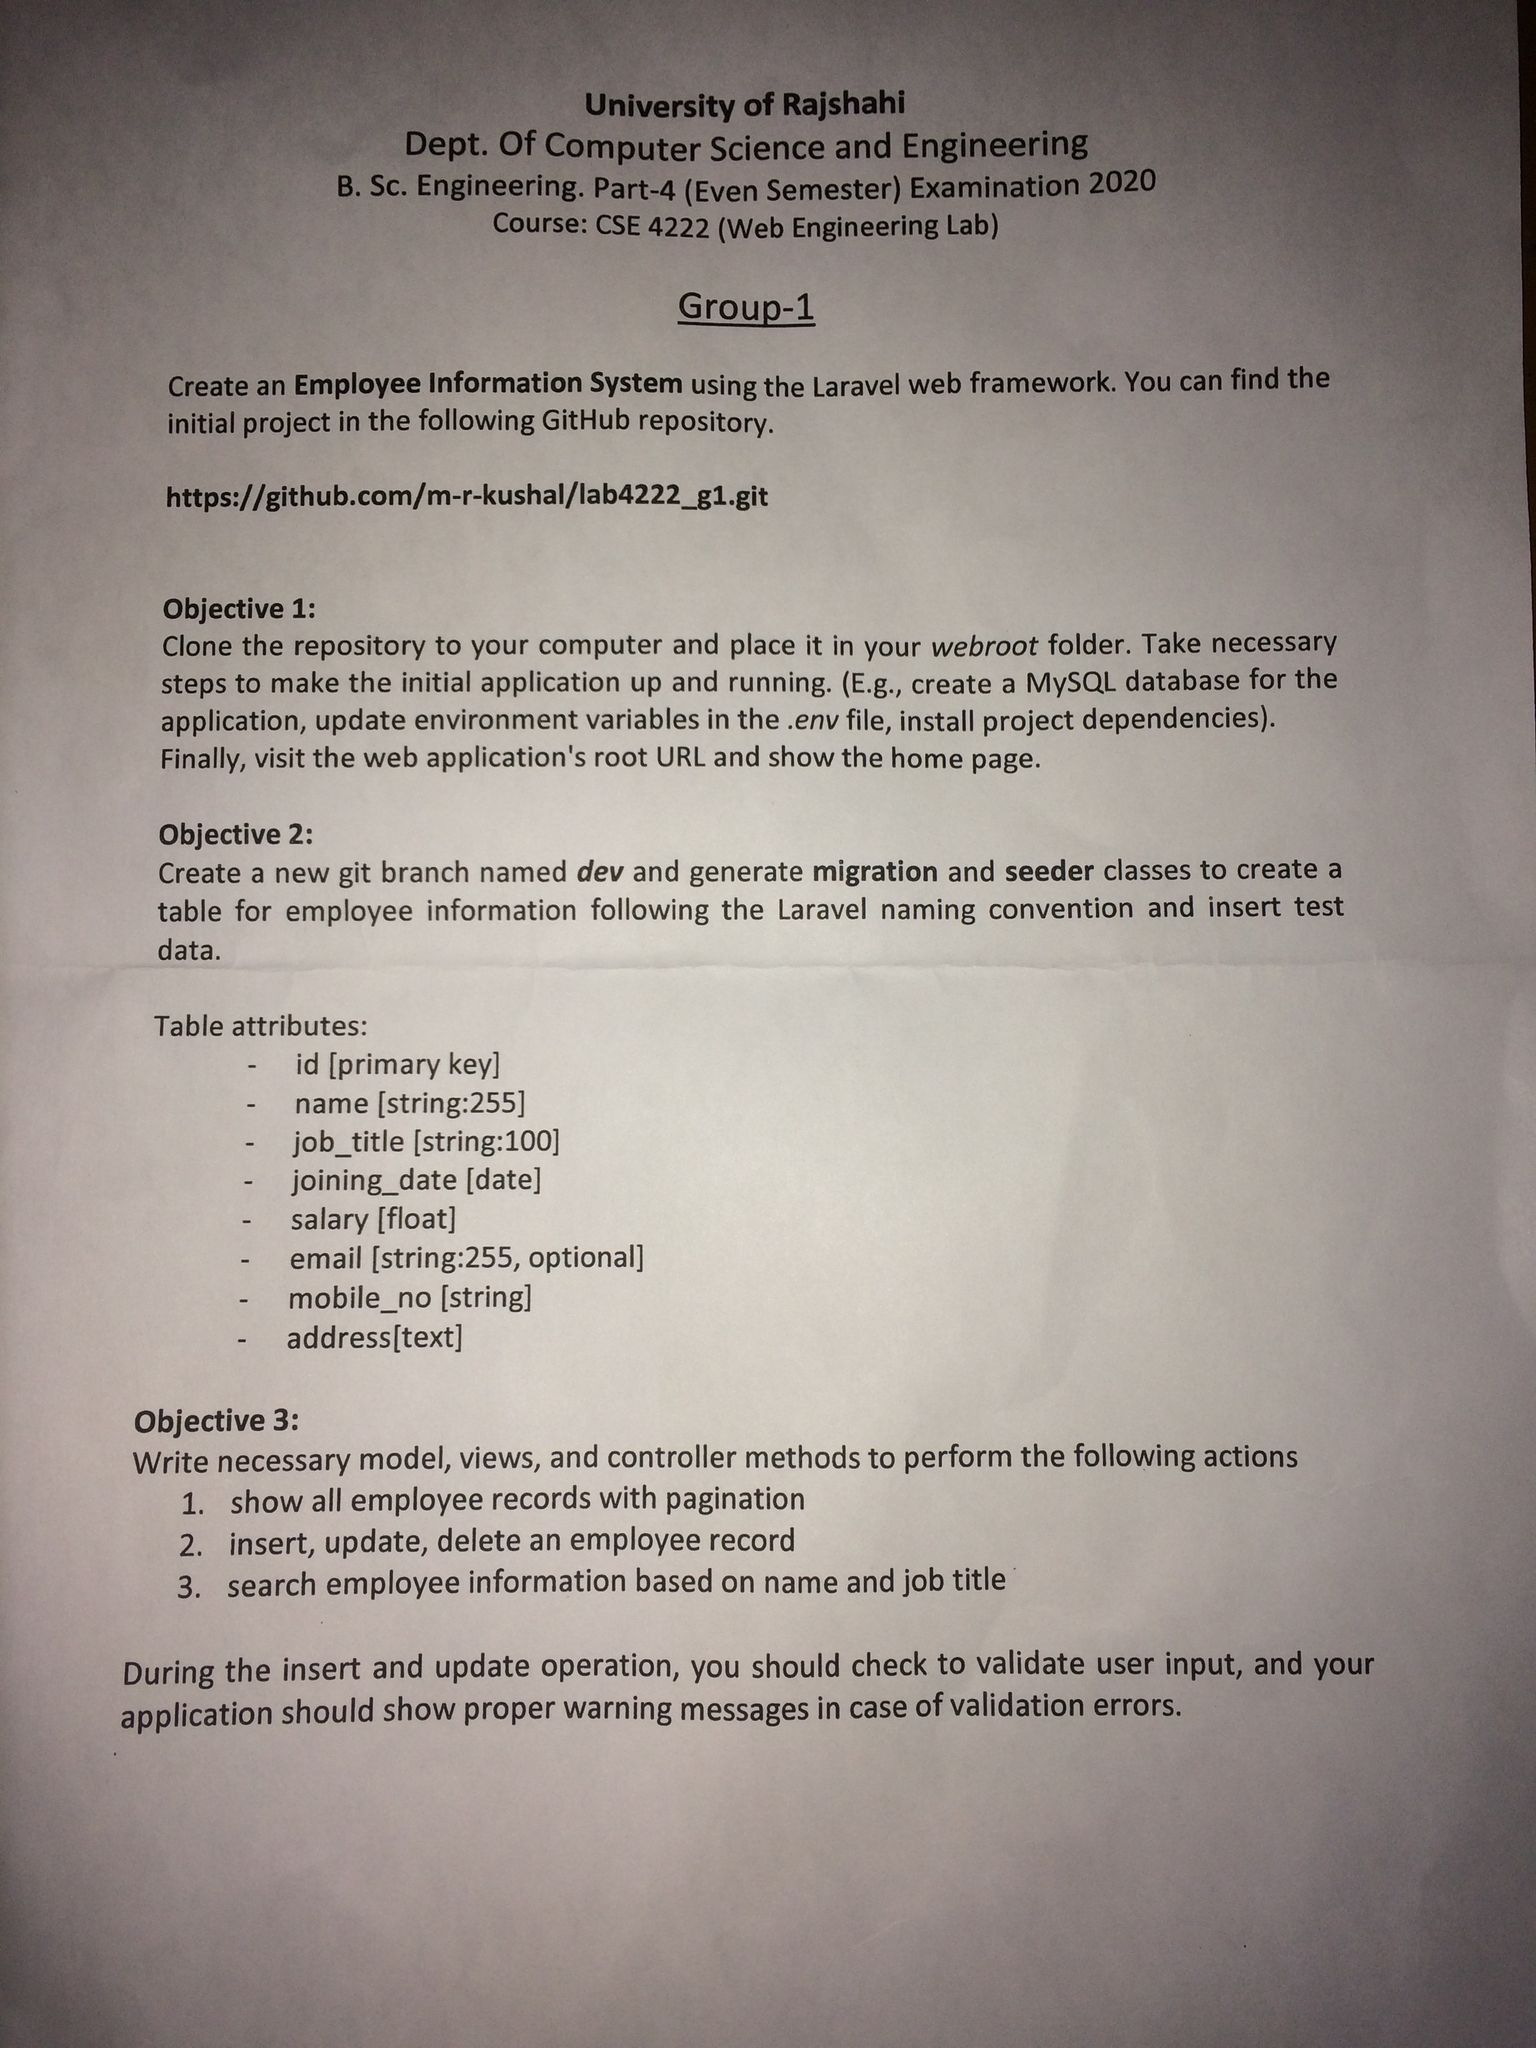 University of Rajshahi
Dept. Of Computer Science and Engineering
B. Sc. Engineering. Part-4 (Even Semester) Examination 2020
Course: CSE 4222 (Web Engineering Lab)
Group-1
Create an Employee Information System using the Laravel web framework. You can find the
initial project in the following GitHub repository.
https://github.com/m-r-kushal/lab4222_g1.git
Objective 1:
Clone the repository to your computer and place it in your webroot folder. Take necessary
steps to make the initial application up and running. (E.g., create a MySQL database for the
application, update environment variables in the .env file, install project dependencies).
Finally, visit the web application's root URL and show the home page.
Objective 2:
Create a new git branch named dev and generate migration and seeder classes to create a
table for employee information following the Laravel naming convention and insert test
data.
Table attributes:
- id [primary key]
- name [string:255]
- job_title [string:100]
- joining_date [date]
- salary [float]
- email [string:255, optional]
- mobile_no [string]
- address[text]
Objective 3:
Write necessary model, views, and controller methods to perform the following actions
1. show all employee records with pagination
2. insert, update, delete an employee record
3. search employee information based on name and job title
During the insert and update operation, you should check to validate user input, and your
application should show proper warning messages in case of validation errors.